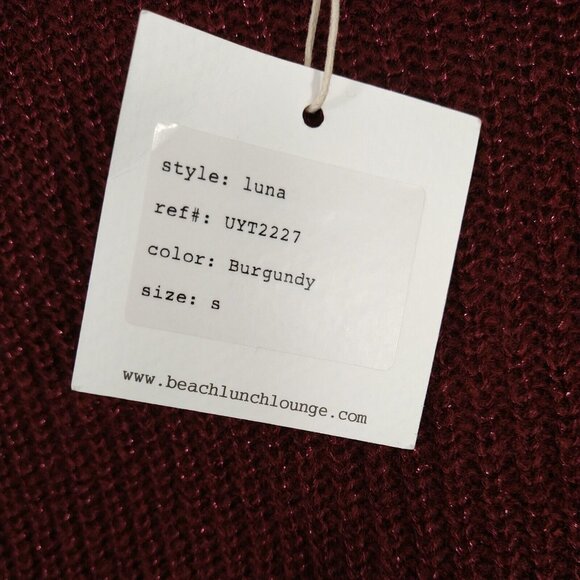 style: luna
ref#: UYT2227
color: Burgundy
size: s
www.beachlunchlounge.com